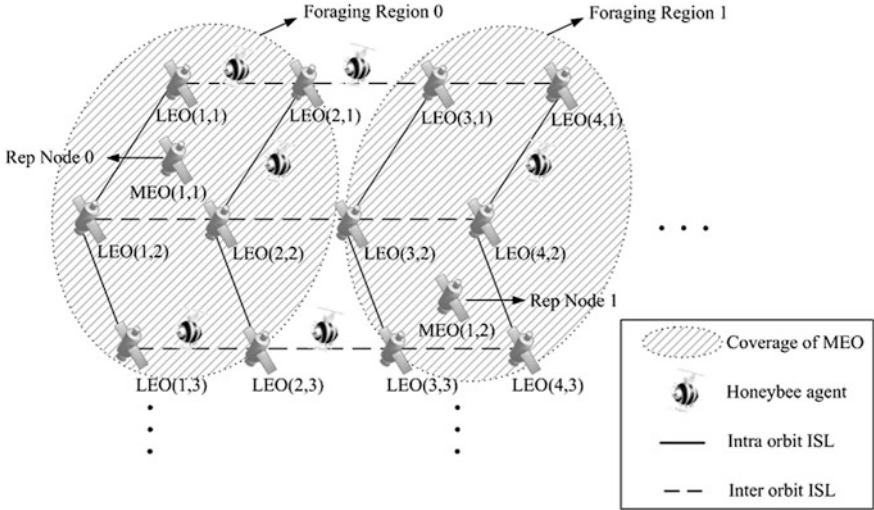 Foraging Region 0
Foraging Region 1
LEO(1,1)
LEO(2,1)
LEO(3,1)
LEO(4,1)
Rep Node 0
MEO(1,1)
LEO(1,2)
LEO(2,2)
LEO(3,2)
LEO(4,2)
Rep Node 1
MEO(1,2)
LEO(1,3)
LEO(2,3)
LEO(3,3)
LEO(4,3)
Coverage of MEO
Honeybee agent
Intra orbit ISL
Inter orbit ISL